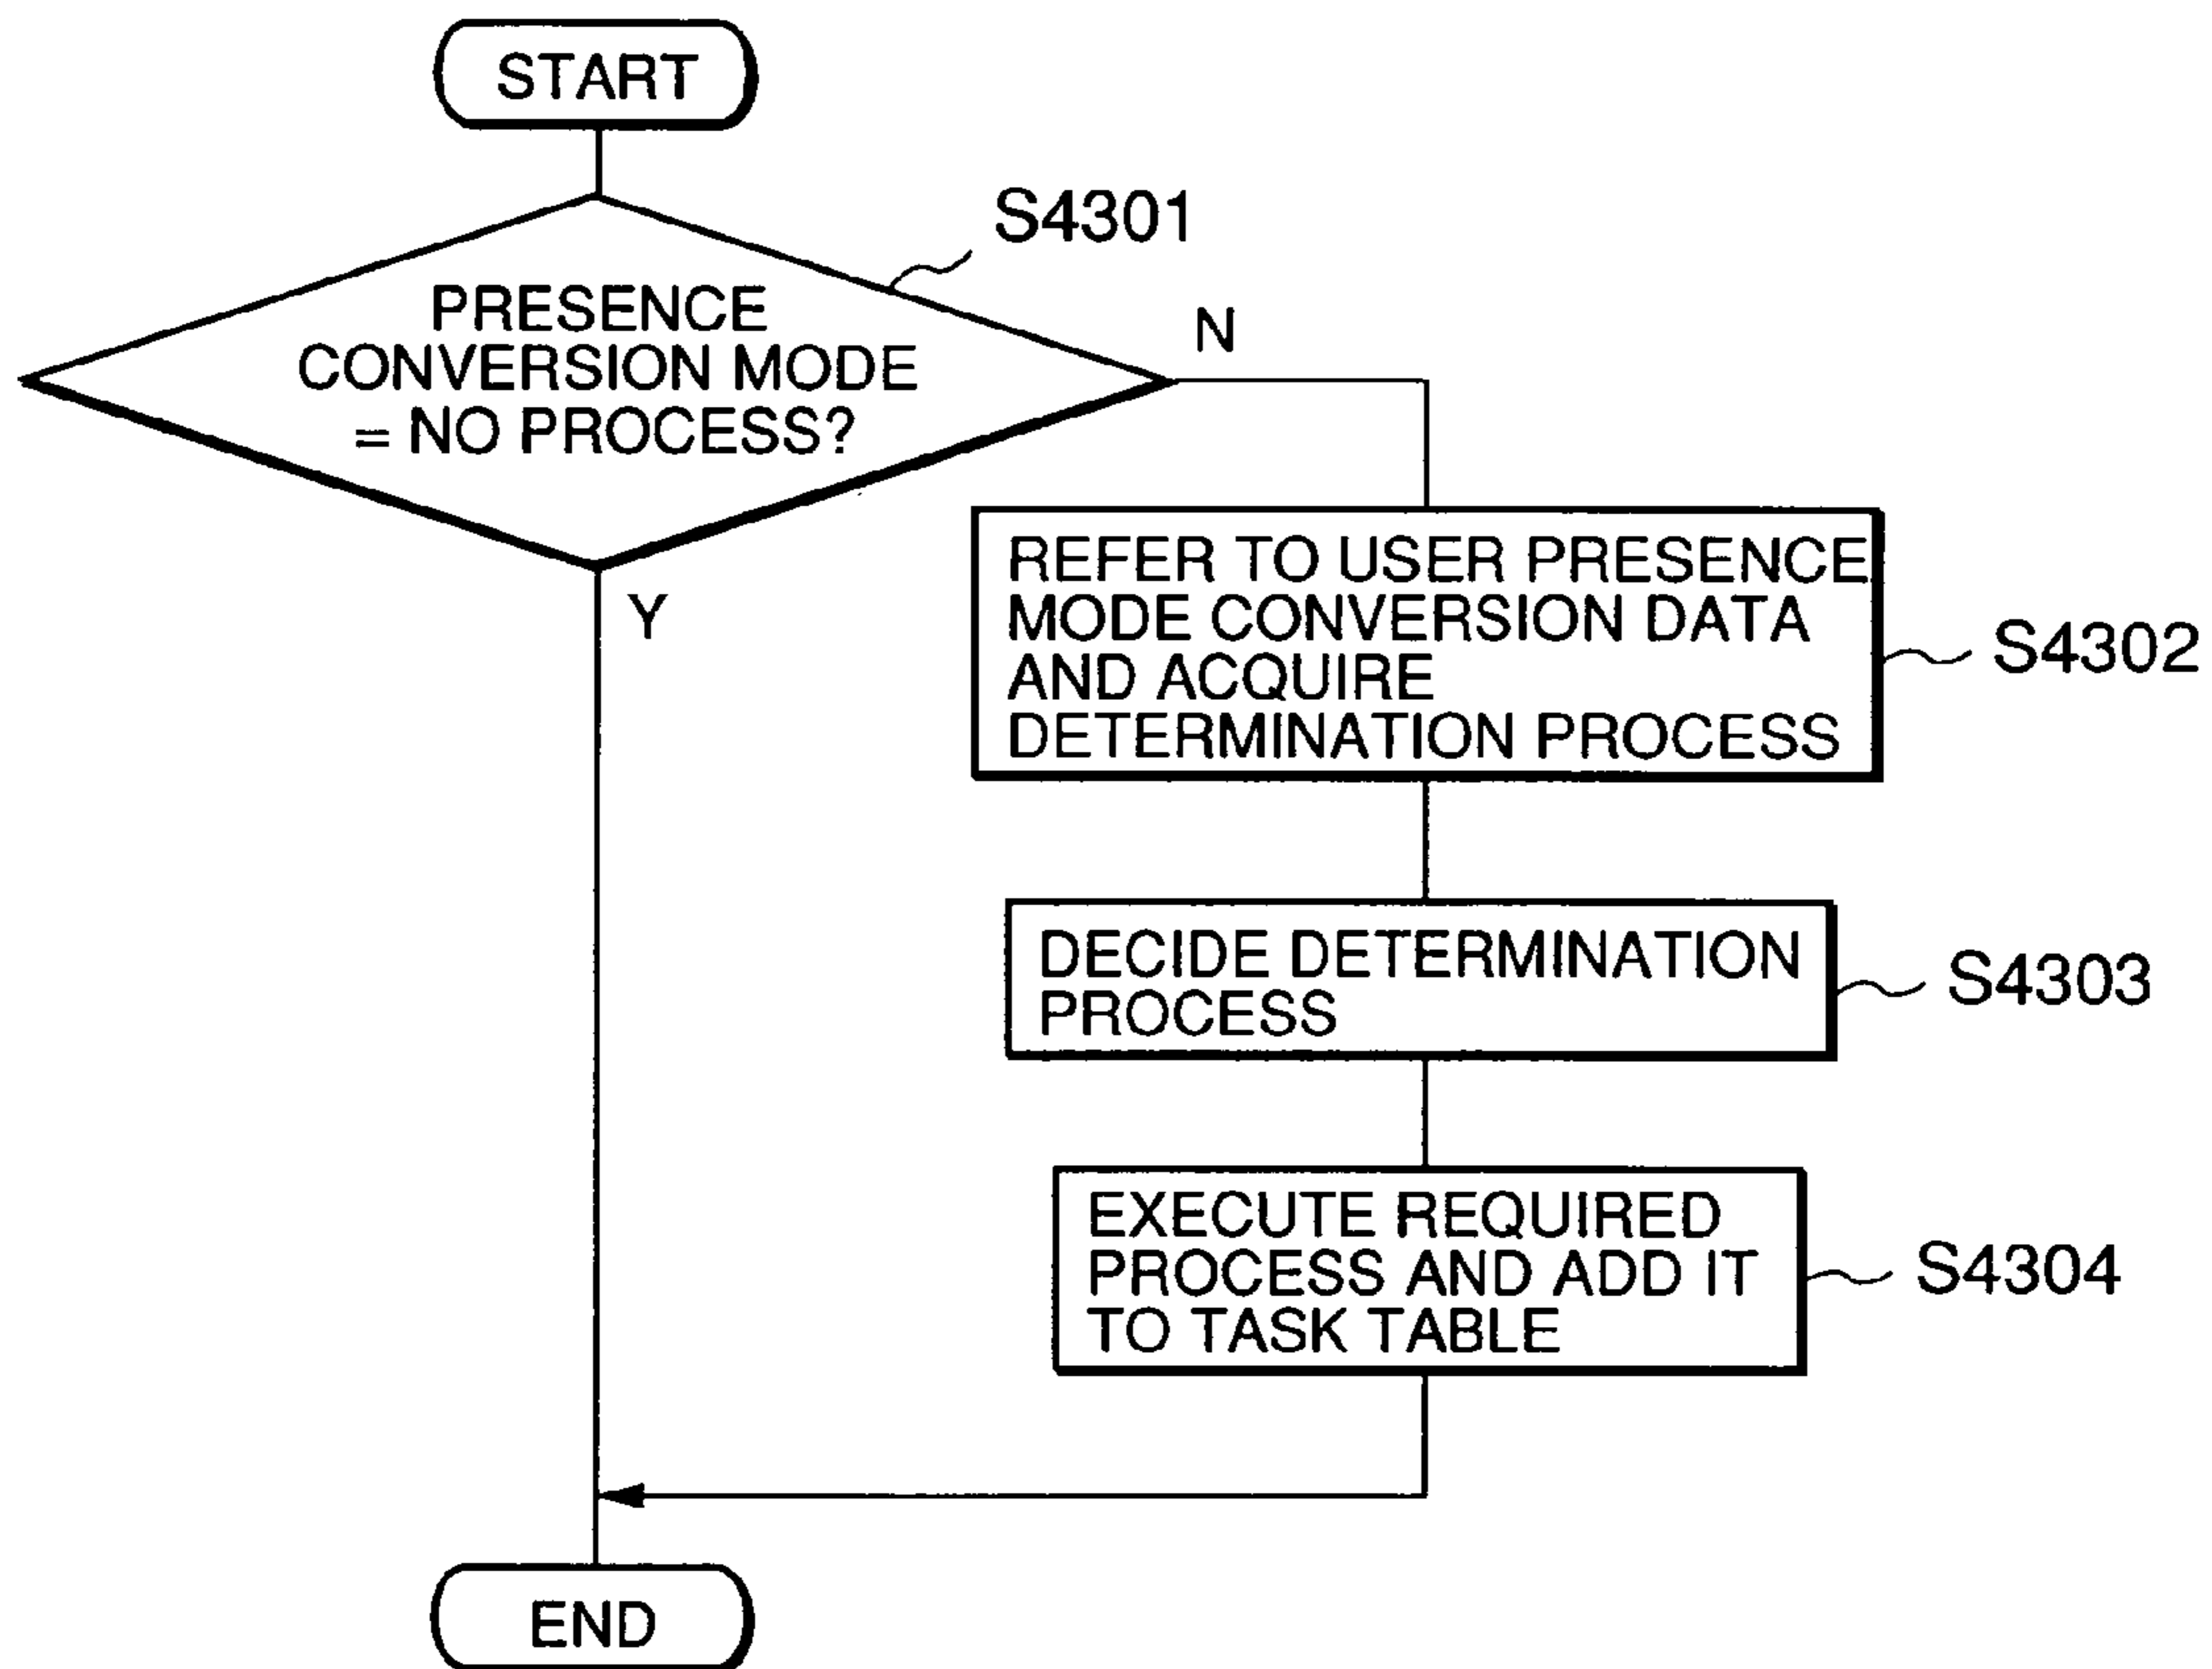 START
S4301
PRESENCE
CONVERSION MODE
= NO PROCESS?
N
Y
REFER TO USER PRESENCE
MODE CONVERSION DATA
AND ACQUIRE
DETERMINATION PROCESS
S4302
DECIDE DETERMINATION
PROCESS
S4303
EXECUTE REQUIRED
PROCESS AND ADD IT
TO TASK TABLE
S4304
END